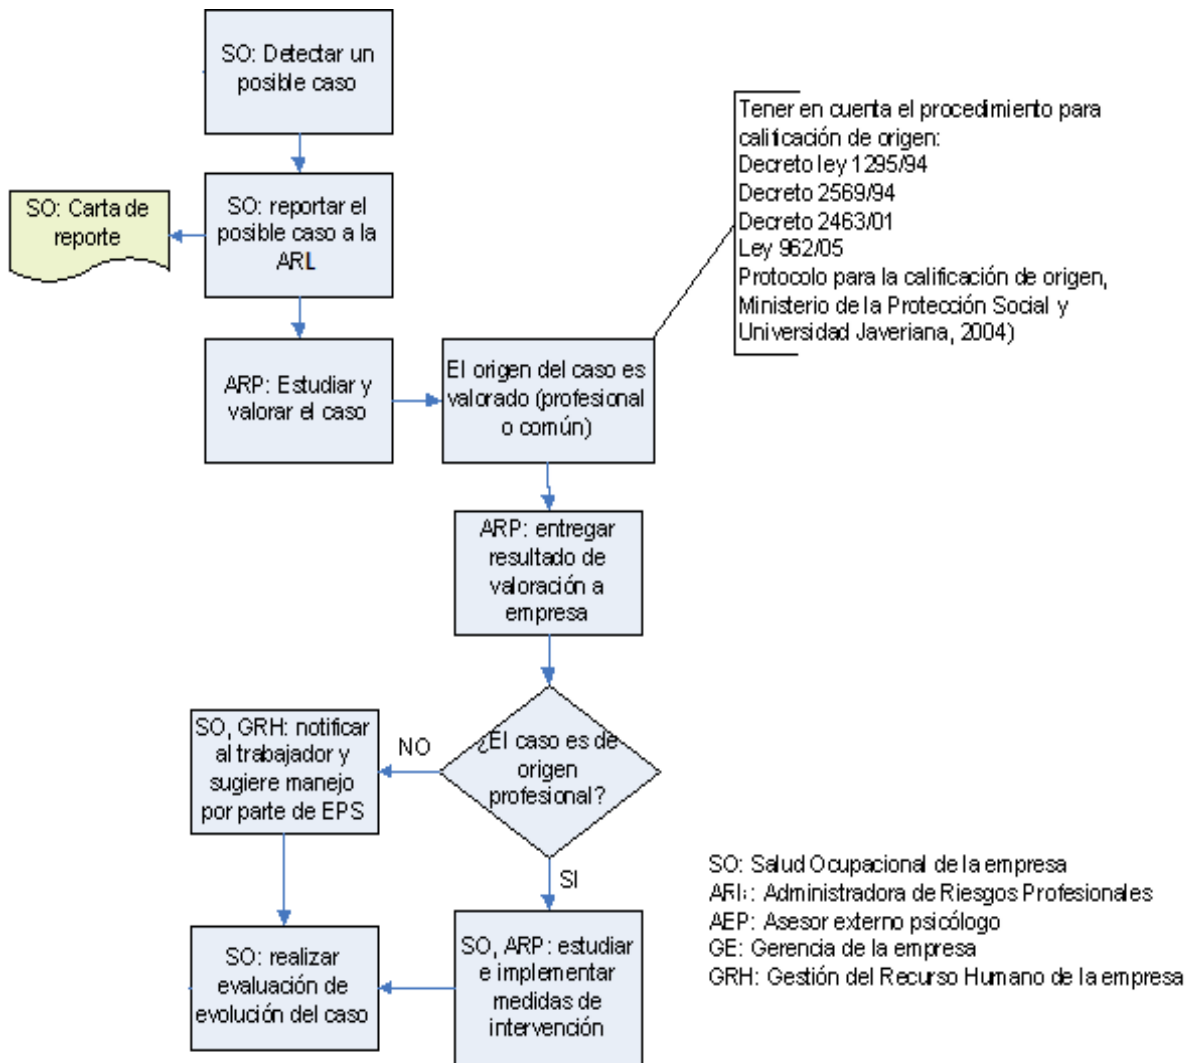 SO: Detectar un
posible caso
Tener en cuenta el procedimiento para
calificación de origen:
Decreto ley 1295/94
Decreto 2569/94
Decreto 2463/01
Ley 962/05
Protocolo para la calificación de origen,
Ministerio de la Protección Social y
Universidad Javeriana, 2004)
SO: Carta de
reporte
SO: reportar el
posible caso a la
ARL
ARP: Estudiar y
valorar el caso
El origen del caso es
valorado (profesional
o común)
ARP: entregar
resultado de
valoración a
empresa
¿El caso es de
origen
profesional?
NO
SO, GRH: notificar
al trabajador y
sugiere manejo
por parte de EPS
SI
SO, ARP: estudiar
e implementar
medidas de
intervención
SO: realizar
evaluación de
evolución del caso
SO: Salud Ocupacional de la empresa
ARL: Administradora de Riesgos Profesionales
AEP: Asesor externo psicólogo
GE: Gerencia de la empresa
GRH: Gestión del Recurso Humano de la empresa